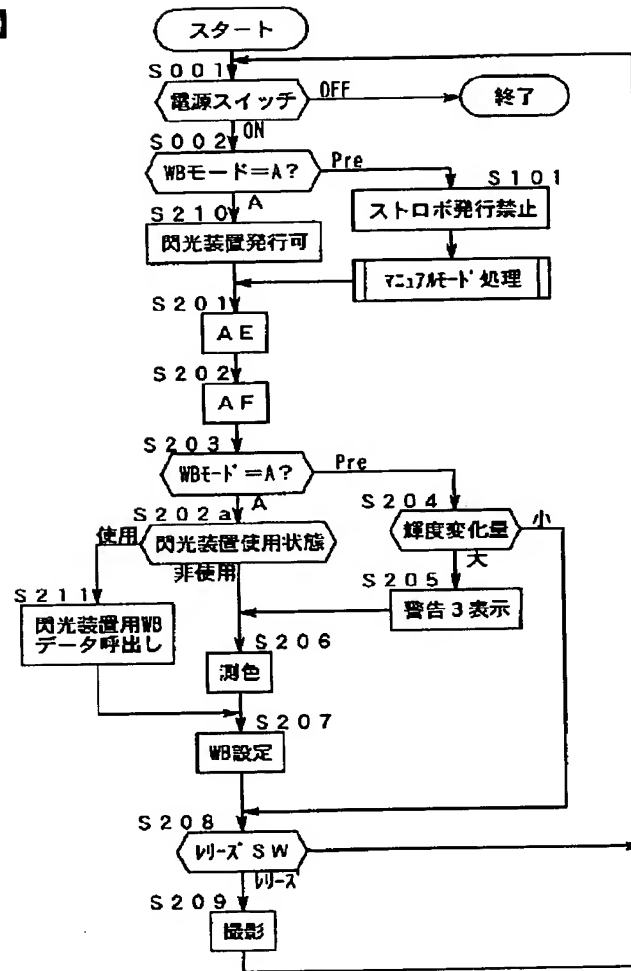 】
スタート
S001
電源スイッチ
OFF
終了
ON
S002
WBモード=A?
Pre
S101
ストロボ発行禁止
A
S210
閃光装置発行可
マニュアルモード処理
S201
AE
S202
AF
S203
WBモード=A?
Pre
A
S204
輝度変化量
小
大
S202a
使用
閃光装置使用状態
非使用
S205
警告3表示
S211
閃光装置用WB
データ呼出し
S206
測色
S207
WB設定
S208
レリーズSW
レリーズ
S209
撮影